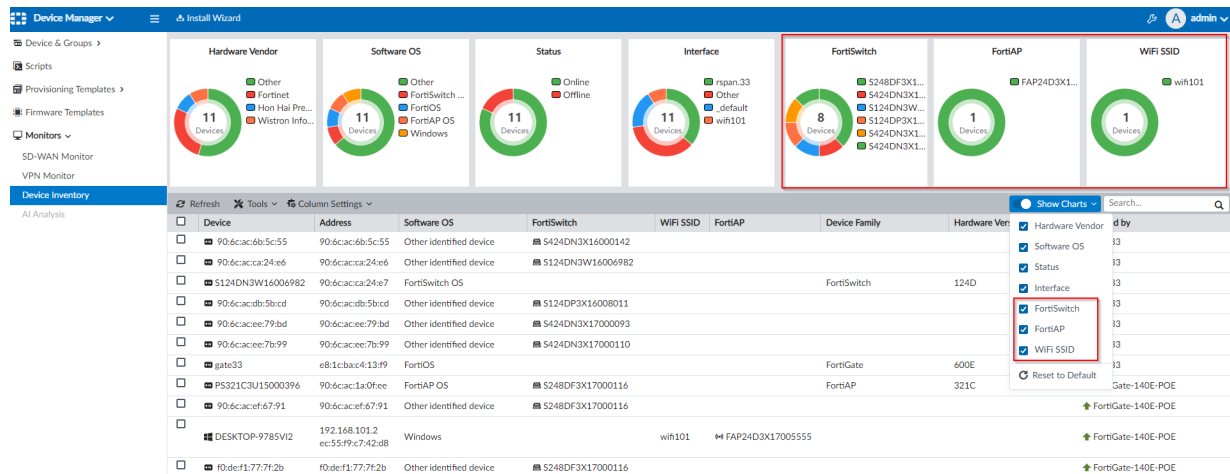 Device Manager
Install Wizard
admin
A
Device & Groups
Scripts
Provisioning Templates
Firmware Templates
Monitors
SD-WAN Monitor
VPN Monitor
Device Inventory
AI Analysis
Hardware Vendor
11
Devices
Other
Fortinet
Hon Hai Pre...
Wistron Info...
Software OS
11
Devices
Other
FortiSwitch ...
FortiOS
FortiAP OS
Windows
Status
11
Devices
Online
Offline
Interface
11
Devices
rspan.33
Other
_default
wifi101
FortiSwitch
8
Devices
S248DF3X1...
S424DN3X1...
S124DN3W...
S124DP3X1...
S424DN3X1...
S424DN3X1...
FortiAP
1
Devices
FAP24D3X1...
WiFi SSID
1
Devices
wifi101
Refresh Tools Column Settings Show Charts Search...
Device Address Software OS FortiSwitch WiFi SSID FortiAP Device Family Hardware Ver d by
90:6c:ac:6b:5c:55 90:6c:ac:6b:5c:55 Other identified device S424DN3X16000142 33
90:6c:ac:ca:24:e6 90:6c:ac:ca:24:e6 Other identified device S124DN3W16006982 33
S124DN3W16006982 90:6c:ac:ca:24:e7 FortiSwitch OS FortiSwitch 124D 33
90:6c:ac:db:5b:cd 90:6c:ac:db:5b:cd Other identified device S124DP3X16008011 33
90:6c:ac:ee:79:bd 90:6c:ac:ee:79:bd Other identified device S424DN3X17000093 33
90:6c:ac:ee:7b:99 90:6c:ac:ee:7b:99 Other identified device S424DN3X17000110 33
gate33 e8:1c:ba:c4:13:f9 FortiOS FortiGate 600E 33
PS321C3U15000396 90:6c:ac:1a:0f:ee FortiAP OS S248DF3X17000116 FortiAP 321C Gate-140E-POE
90:6c:ac:ef:67:91 90:6c:ac:ef:67:91 Other identified device S248DF3X17000116 FortiGate-140E-POE
DESKTOP-9785VI2 192.168.101.2 Windows wifi101 FAP24D3X17005555 FortiGate-140E-POE
ec:55:f9:c7:42:d8
f0:de:f1:77:7f:2b f0:de:f1:77:7f:2b Other identified device S248DF3X17000116 FortiGate-140E-POE
Hardware Vendor
Software OS
Status
Interface
FortiSwitch
FortiAP
WiFi SSID
Reset to Default